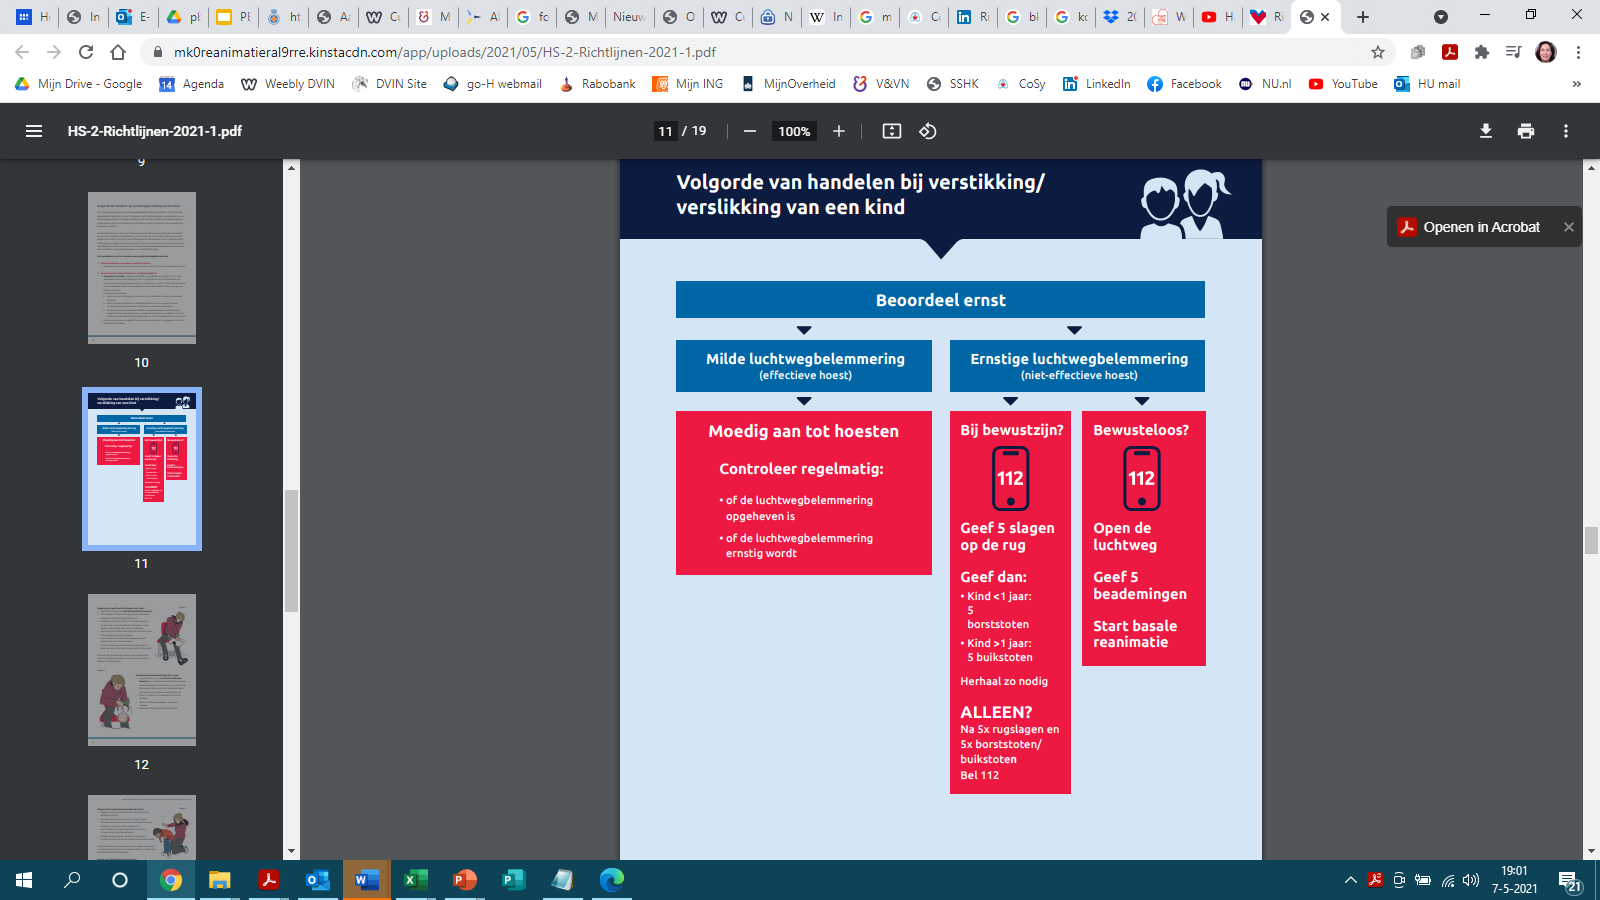 mk0reanimatieral9rre.kinstacdn.com/app/uploads/2021/05/HS-2-Richtlijnen-2021-1.pdf
Mijn Drive - Google
Agenda
Weebly DVIN
DVIN Site
go-H webmail
Rabobank
Mijn ING
MijnOverheid
V&VN
SSHK
CoSy
LinkedIn
Facebook
NU.nl
YouTube
HU mail
»
HS-2-Richtlijnen-2021-1.pdf
11 / 19
100%
9
10
11
12
Openen in Acrobat
Volgorde van handelen bij verstikking/
verslikking van een kind
Beoordeel ernst
Milde luchtwegbelemmering
(effectieve hoest)
Ernstige luchtwegbelemmering
(niet-effectieve hoest)
Moedig aan tot hoesten
Controleer regelmatig:
• of de luchtwegbelemmering
opgeheven is
• of de luchtwegbelemmering
ernstig wordt
Bij bewustzijn?
112
Geef 5 slagen
op de rug
Geef dan:
• Kind <1 jaar:
5
borststoten
• Kind >1 jaar:
5 buikstoten
Herhaal zo nodig
ALLEEN?
Na 5x rugslagen en
5x borststoten/
buikstoten
Bel 112
Bewusteloos?
112
Open de
luchtweg
Geef 5
beademingen
Start basale
reanimatie
19:01
7-5-2021
21